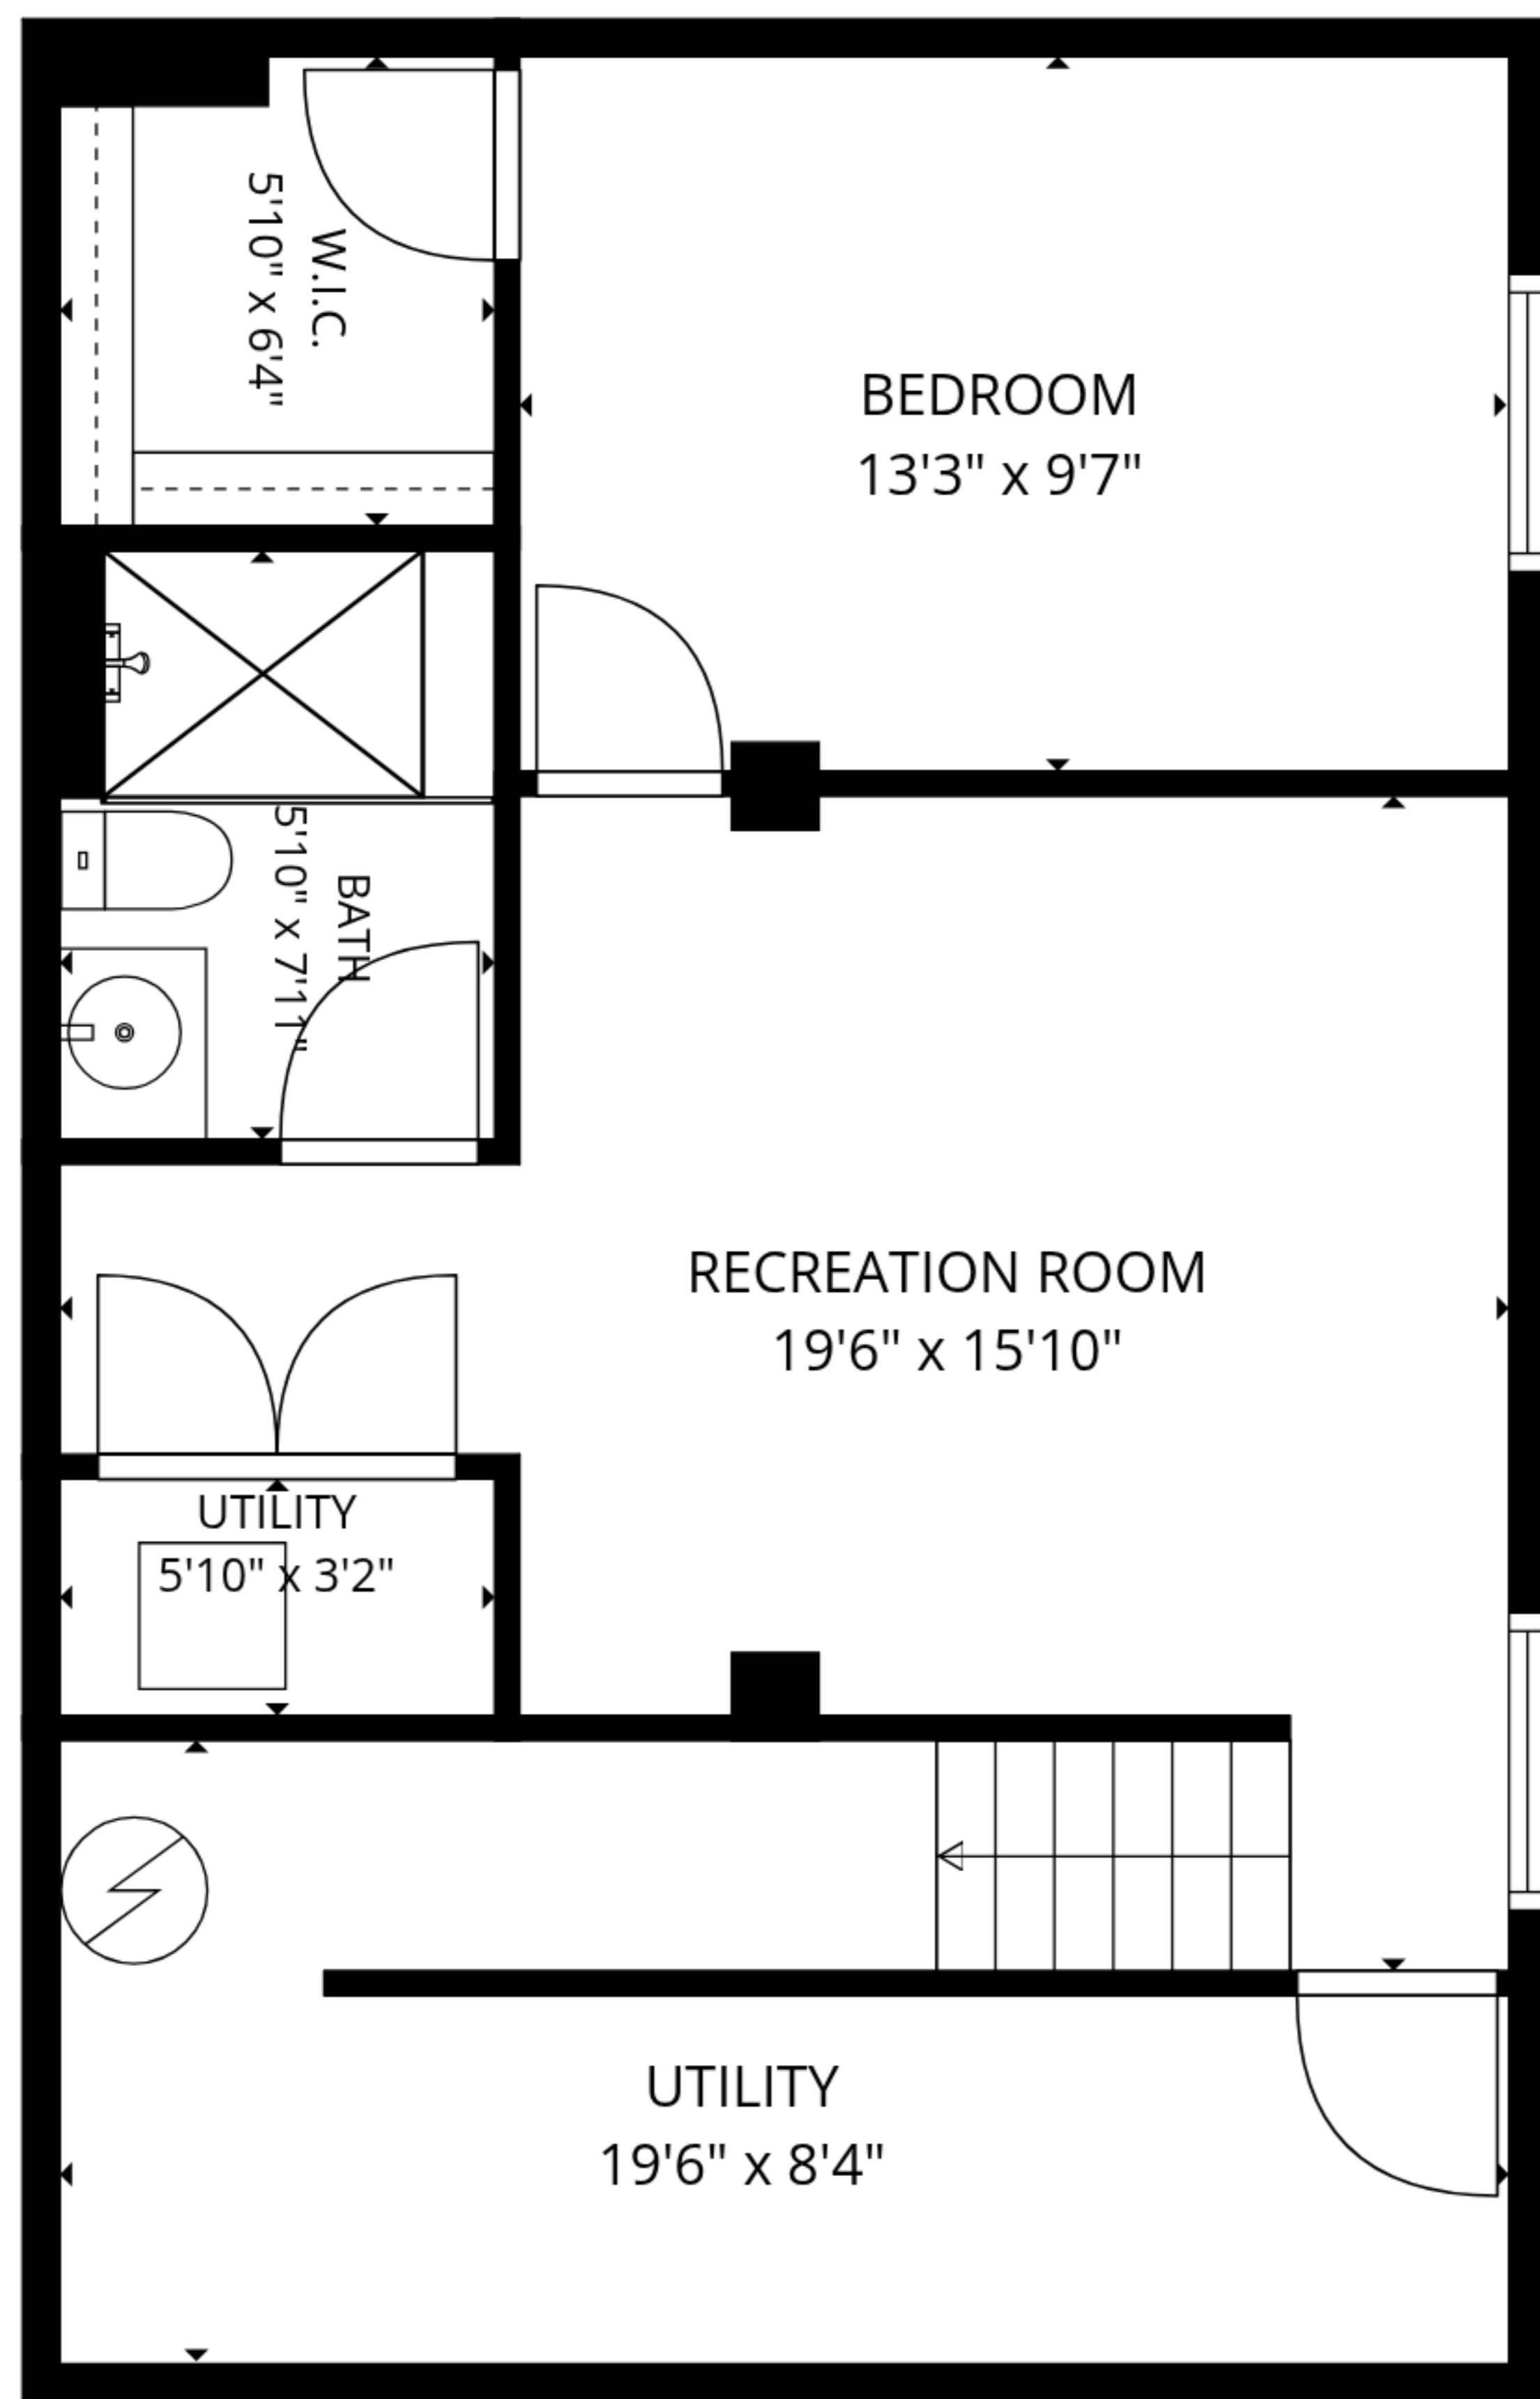 W.I.C.
5'10" x 6'4"
BEDROOM
13'3" x 9'7"
BATH
5'10" x 7'11"
RECREATION ROOM
19'6" x 15'10"
UTILITY
5'10" x 3'2"
UTILITY
19'6" x 8'4"